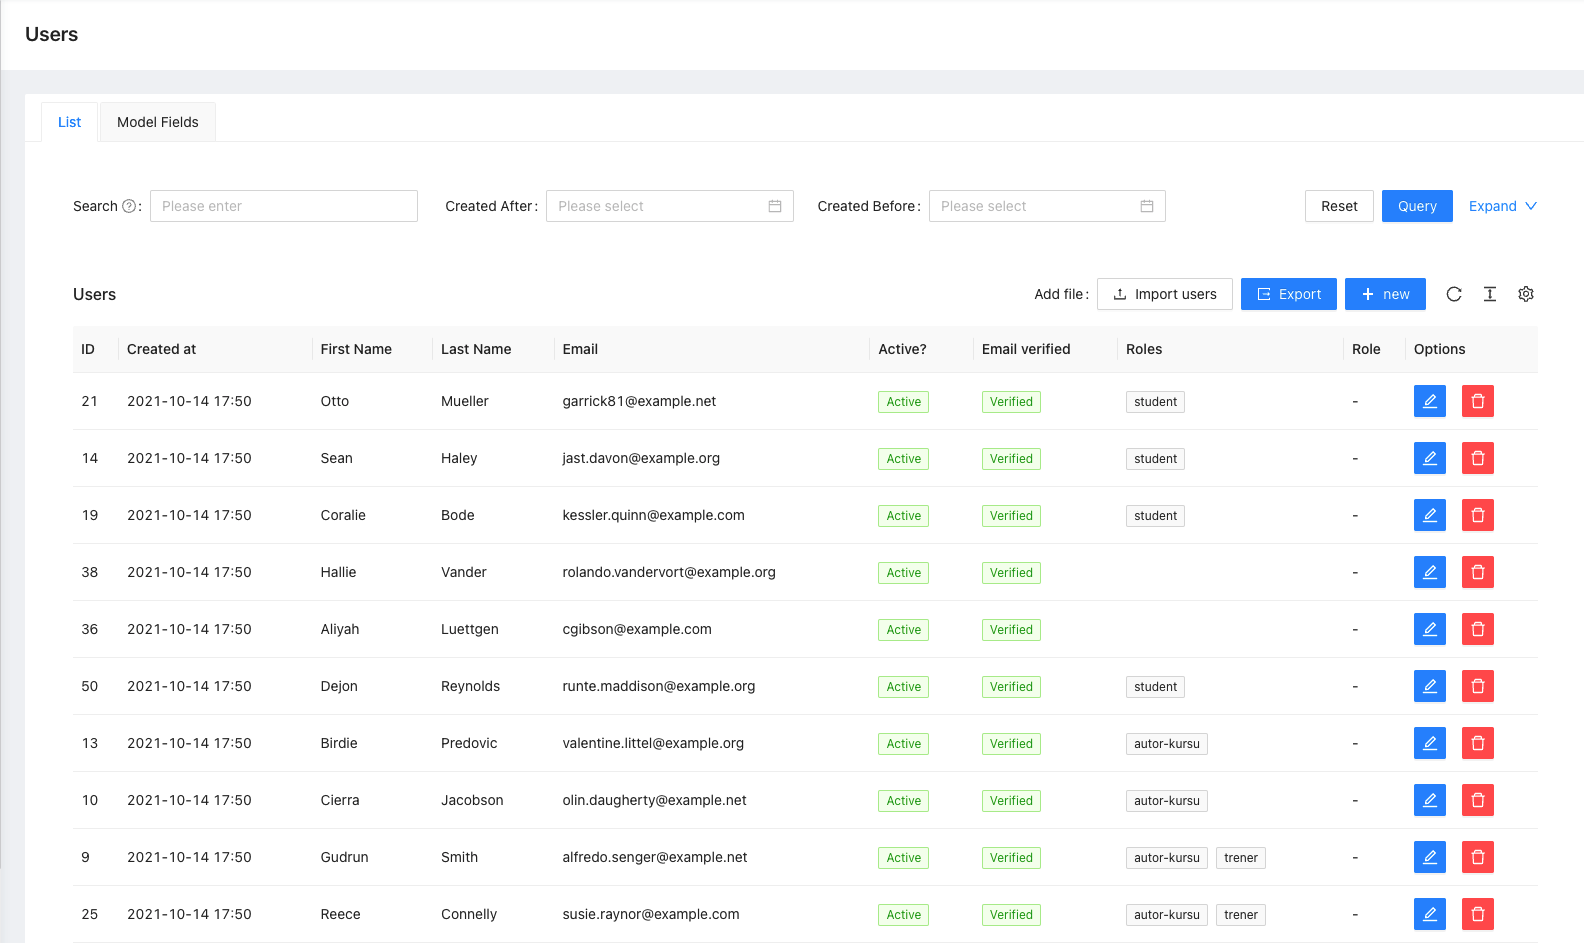 Users
List Model Fields
Search : Please enter Created After : Please select Created Before : Please select Reset Query Expand
Users Add file : Import users Export + new
ID Created at First Name Last Name Email Active? Email verified Roles Role Options
21 2021-10-14 17:50 Otto Mueller garrick81@example.net Active Verified student -
14 2021-10-14 17:50 Sean Haley jast.davon@example.org Active Verified student -
19 2021-10-14 17:50 Coralie Bode kessler.quinn@example.com Active Verified student -
38 2021-10-14 17:50 Hallie Vander rolando.vandervort@example.org Active Verified -
36 2021-10-14 17:50 Aliyah Luettgen cgibson@example.com Active Verified -
50 2021-10-14 17:50 Dejon Reynolds runte.maddison@example.org Active Verified student -
13 2021-10-14 17:50 Birdie Predovic valentine.littel@example.org Active Verified autor-kursu -
10 2021-10-14 17:50 Cierra Jacobson olin.daugherty@example.net Active Verified autor-kursu -
9 2021-10-14 17:50 Gudrun Smith alfredo.senger@example.net Active Verified autor-kursu trener -
25 2021-10-14 17:50 Reece Connelly susie.raynor@example.com Active Verified autor-kursu trener -